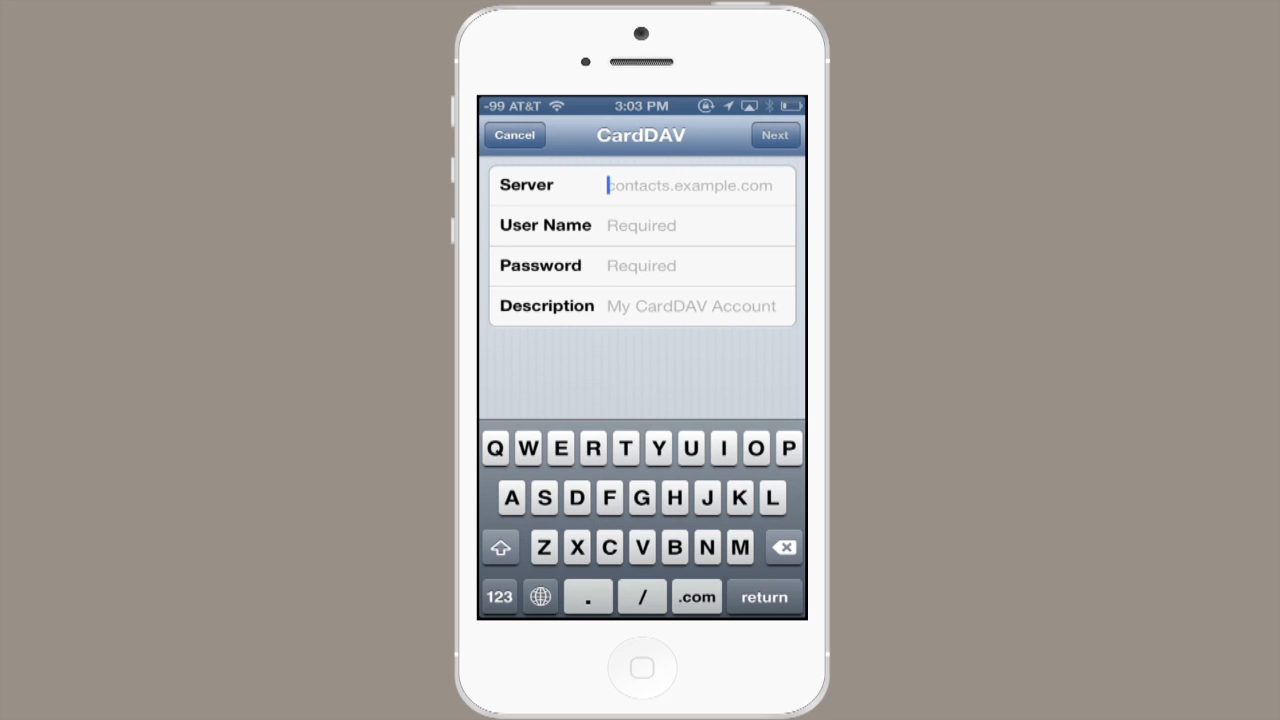 -99 AT&T 3:03 PM
Cancel CardDAV Next
Server contacts.example.com
User Name Required
Password Required
Description My CardDAV Account
Q W E R T Y U I O P
A S D F G H J K L
Z X C V B N M
123 . / .com return